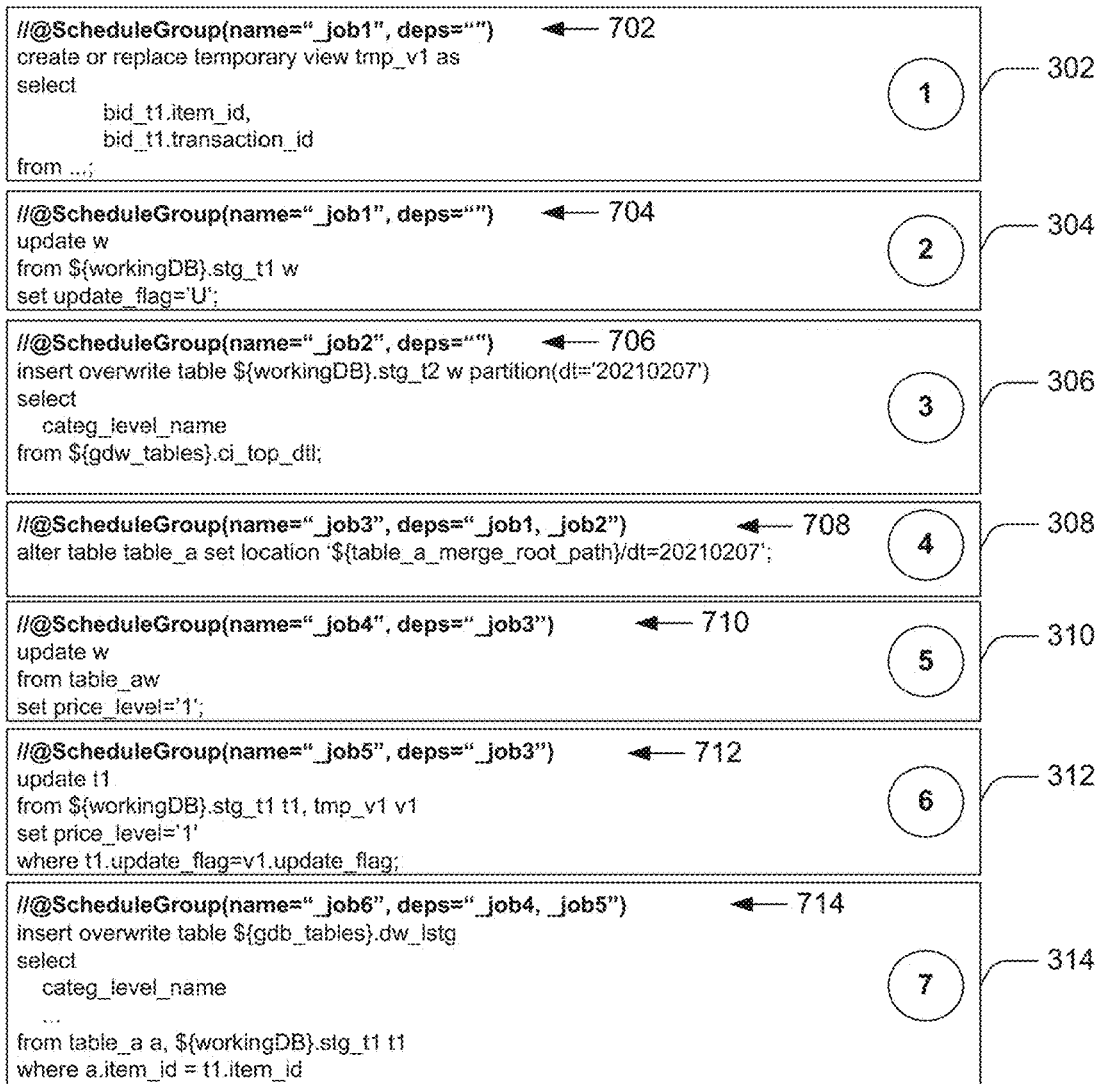 //@ScheduleGroup(name=“_job1”, deps=“”) 702
create or replace temporary view tmp_v1 as
select
bid_t1.item_id,
bid_t1.transaction_id
from ...;
1
302
//@ScheduleGroup(name=“_job1”, deps=“”) 704
update w
from ${workingDB}.stg_t1 w
set update_flag='U';
2
304
//@ScheduleGroup(name=“_job2”, deps=“”) 706
insert overwrite table ${workingDB}.stg_t2 w partition(dt='20210207')
select
categ_level_name
from ${gdw_tables}.ci_top_dtl;
3
306
//@ScheduleGroup(name=“_job3”, deps=“_job1, _job2”) 708
alter table table_a set location '${table_a_merge_root_path}/dt=20210207';
4
308
//@ScheduleGroup(name=“_job4”, deps=“_job3”) 710
update w
from table_aw
set price_level='1';
5
310
//@ScheduleGroup(name=“_job5”, deps=“_job3”) 712
update t1
from ${workingDB}.stg_t1 t1, tmp_v1 v1
set price_level='1'
where t1.update_flag=v1.update_flag;
6
312
//@ScheduleGroup(name=“_job6”, deps=“_job4, _job5”) 714
insert overwrite table ${gdb_tables}.dw_lstg
select
categ_level_name
...
from table_a a, ${workingDB}.stg_t1 t1
where a.item_id = t1.item_id
7
314